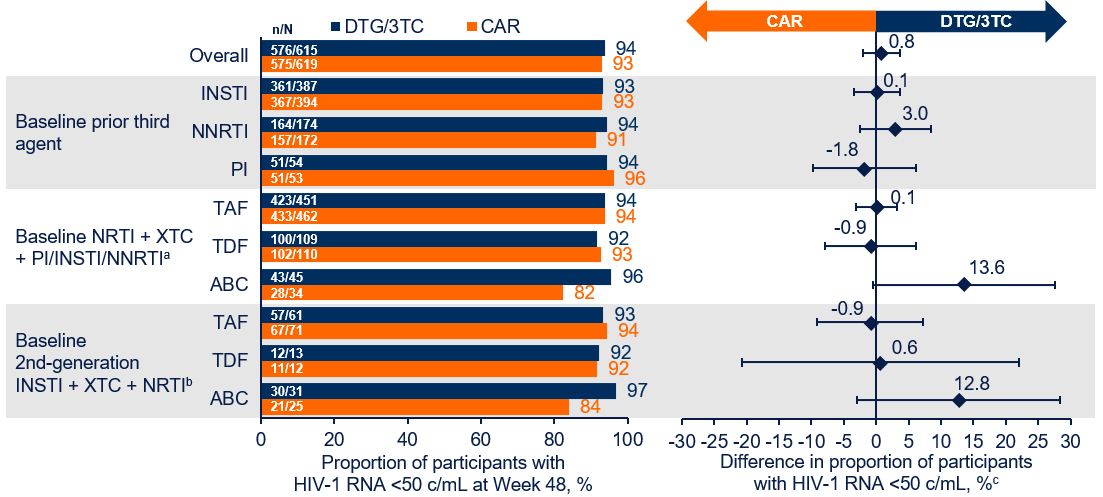 n/N
DTG/3TC
CAR
CAR
DTG/3TC
Overall
576/615
94
575/619
93
0.8
Baseline prior third
agent
INSTI
361/387
93
367/394
93
0.1
NNRTI
164/174
94
157/172
91
3.0
PI
51/54
94
51/53
96
-1.8
Baseline NRTI + XTC
+ PI/INSTI/NNRTIa
TAF
423/451
94
433/462
94
0.1
TDF
100/109
92
102/110
93
-0.9
ABC
43/45
96
28/34
82
13.6
Baseline
2nd-generation
INSTI + XTC + NRTIb
TAF
57/61
93
67/71
94
-0.9
TDF
12/13
92
11/12
92
0.6
ABC
30/31
97
21/25
84
12.8
0 20 40 60 80 100
Proportion of participants with
HIV-1 RNA <50 c/mL at Week 48, %
-30 -25 -20 -15 -10 -5 0 5 10 15 20 25 30
Difference in proportion of participants
with HIV-1 RNA <50 c/mL, %c